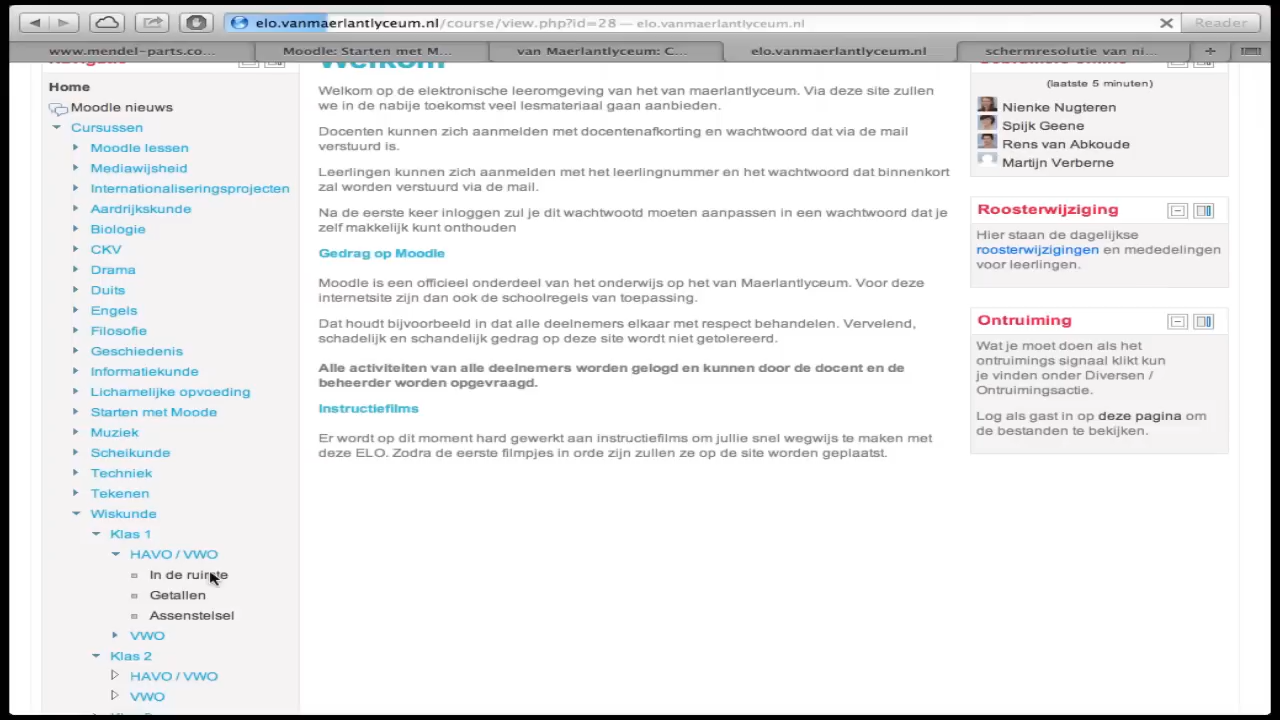 elo.vanmaerlantlyceum.nl/course/view.php?id=28 — elo.vanmaerlantlyceum.nl
Reader
www.mendel-parts.co...
Moodle: Starten met M...
van Maerlantlyceum: C...
elo.vanmaerlantlyceum.nl
schermresolutie van ni...
Navigatie
Home
Moodle nieuws
Cursussen
Moodle lessen
Mediawijsheid
Internationaliseringsprojecten
Aardrijkskunde
Biologie
CKV
Drama
Duits
Engels
Filosofie
Geschiedenis
Informatiekunde
Lichamelijke opvoeding
Starten met Moode
Muziek
Scheikunde
Techniek
Tekenen
Wiskunde
Klas 1
HAVO / VWO
In de ruimte
Getallen
Assenstelsel
VWO
Klas 2
HAVO / VWO
VWO
Welkom
Welkom op de elektronische leeromgeving van het van maerlantlyceum. Via deze site zullen
we in de nabije toekomst veel lesmateriaal gaan aanbieden.
Docenten kunnen zich aanmelden met docentenafkorting en wachtwoord dat via de mail
verstuurd is.
Leerlingen kunnen zich aanmelden met het leerlingnummer en het wachtwoord dat binnenkort
zal worden verstuurd via de mail.
Na de eerste keer inloggen zul je dit wachtwootd moeten aanpassen in een wachtwoord dat je
zelf makkelijk kunt onthouden
Gedrag op Moodle
Moodle is een officieel onderdeel van het onderwijs op het van Maerlantlyceum. Voor deze
internetsite zijn dan ook de schoolregels van toepassing.
Dat houdt bijvoorbeeld in dat alle deelnemers elkaar met respect behandelen. Vervelend,
schadelijk en schandelijk gedrag op deze site wordt niet getolereerd.
Alle activiteiten van alle deelnemers worden gelogd en kunnen door de docent en de
beheerder worden opgevraagd.
Instructiefilms
Er wordt op dit moment hard gewerkt aan instructiefilms om jullie snel wegwijs te maken met
deze ELO. Zodra de eerste filmpjes in orde zijn zullen ze op de site worden geplaatst.
Gebruikers online
(laatste 5 minuten)
Nienke Nugteren
Spijk Geene
Rens van Abkoude
Martijn Verberne
Roosterwijziging
Hier staan de dagelijkse
roosterwijzigingen en mededelingen
voor leerlingen.
Ontruiming
Wat je moet doen als het
ontruimings signaal klikt kun
je vinden onder Diversen /
Ontruimingsactie.
Log als gast in op deze pagina om
de bestanden te bekijken.